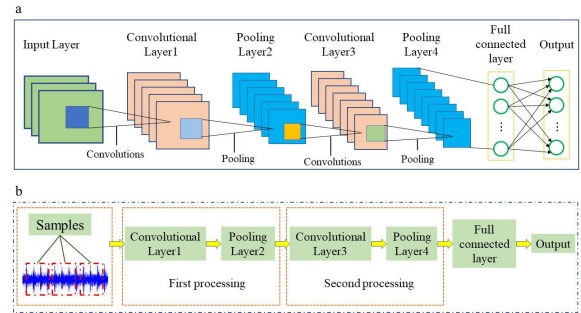 a
Input Layer
Convolutional
Layer1
Pooling
Layer2
Convolutional
Layer3
Pooling
Layer4
Full
connected
layer
Output
Convolutions
Pooling
Convolutions
Pooling
b
Samples
Convolutional
Layer1
Pooling
Layer2
First processing
Convolutional
Layer3
Pooling
Layer4
Second processing
Full
connected
layer
Output